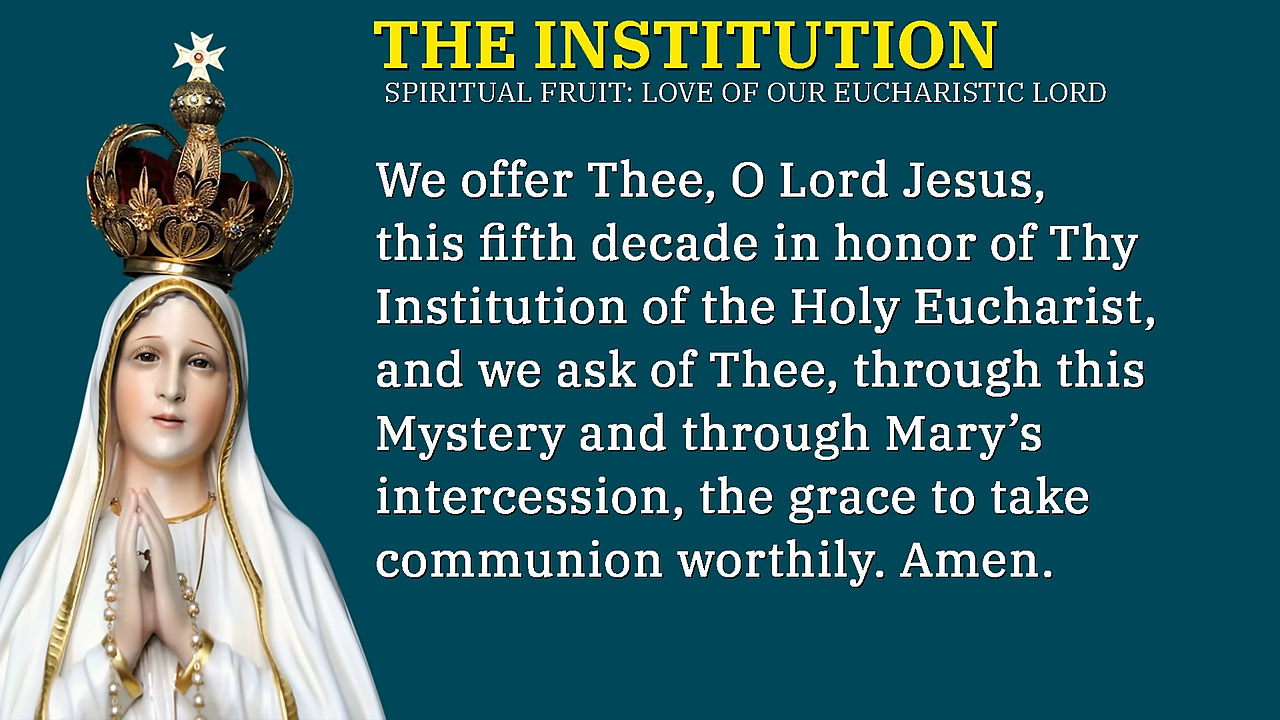 THE INSTITUTION
SPIRITUAL FRUIT: LOVE OF OUR EUCHARISTIC LORD
We offer Thee, O Lord Jesus,
this fifth decade in honor of Thy
Institution of the Holy Eucharist,
and we ask of Thee, through this
Mystery and through Mary’s
intercession, the grace to take
communion worthily. Amen.